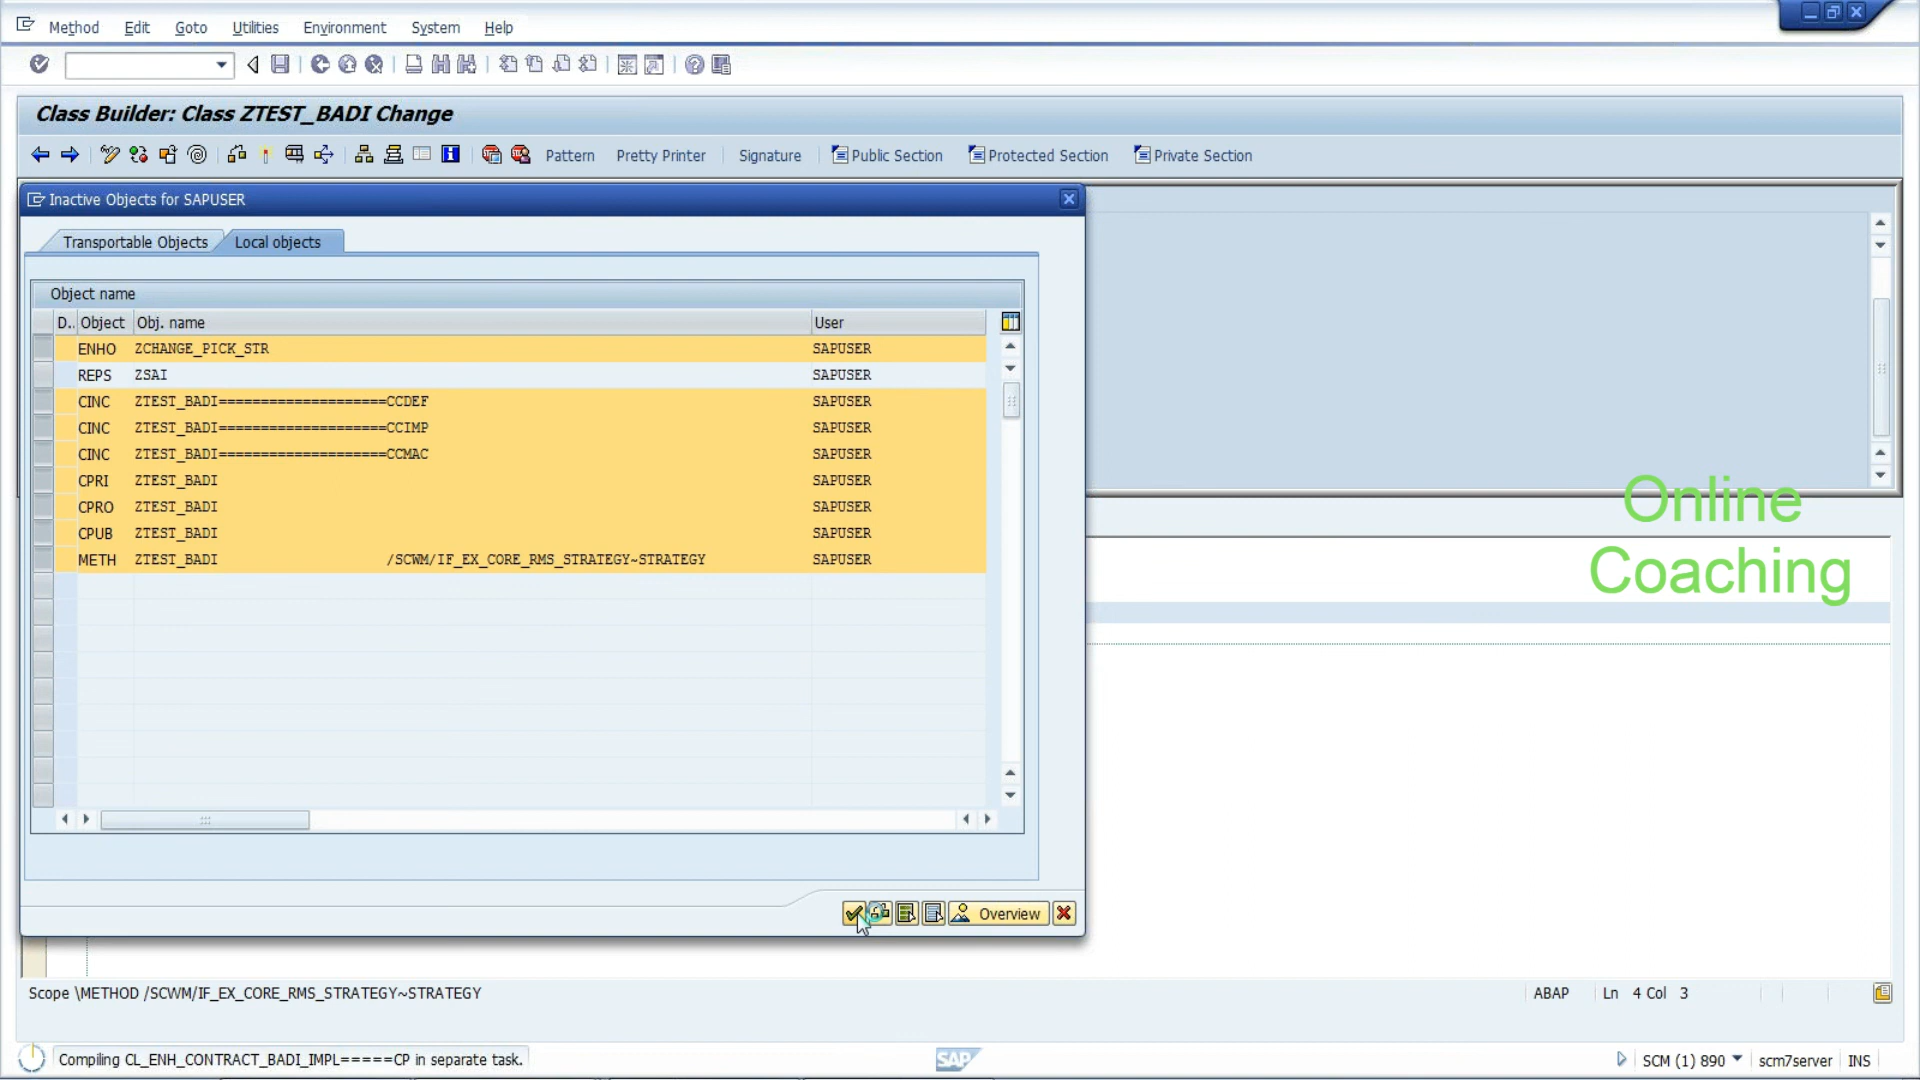 Method Edit Goto Utilities Environment System Help
Class Builder: Class ZTEST_BADI Change
Pattern Pretty Printer Signature Public Section Protected Section Private Section
Inactive Objects for SAPUSER
Transportable Objects Local objects
Object name
D.. Object Obj. name User
ENHO ZCHANGE_PICK_STR SAPUSER
REPS ZSAI SAPUSER
CINC ZTEST_BADI====================CCDEF SAPUSER
CINC ZTEST_BADI====================CCIMP SAPUSER
CINC ZTEST_BADI====================CCMAC SAPUSER
CPRI ZTEST_BADI SAPUSER
CPRO ZTEST_BADI SAPUSER
CPUB ZTEST_BADI SAPUSER
METH ZTEST_BADI /SCWM/IF_EX_CORE_RMS_STRATEGY~STRATEGY SAPUSER
Online
Coaching
Overview
Scope \METHOD /SCWM/IF_EX_CORE_RMS_STRATEGY~STRATEGY ABAP Ln 4 Col 3
Compiling CL_ENH_CONTRACT_BADI_IMPL=====CP in separate task. SAP SCM (1) 890 scm7server INS